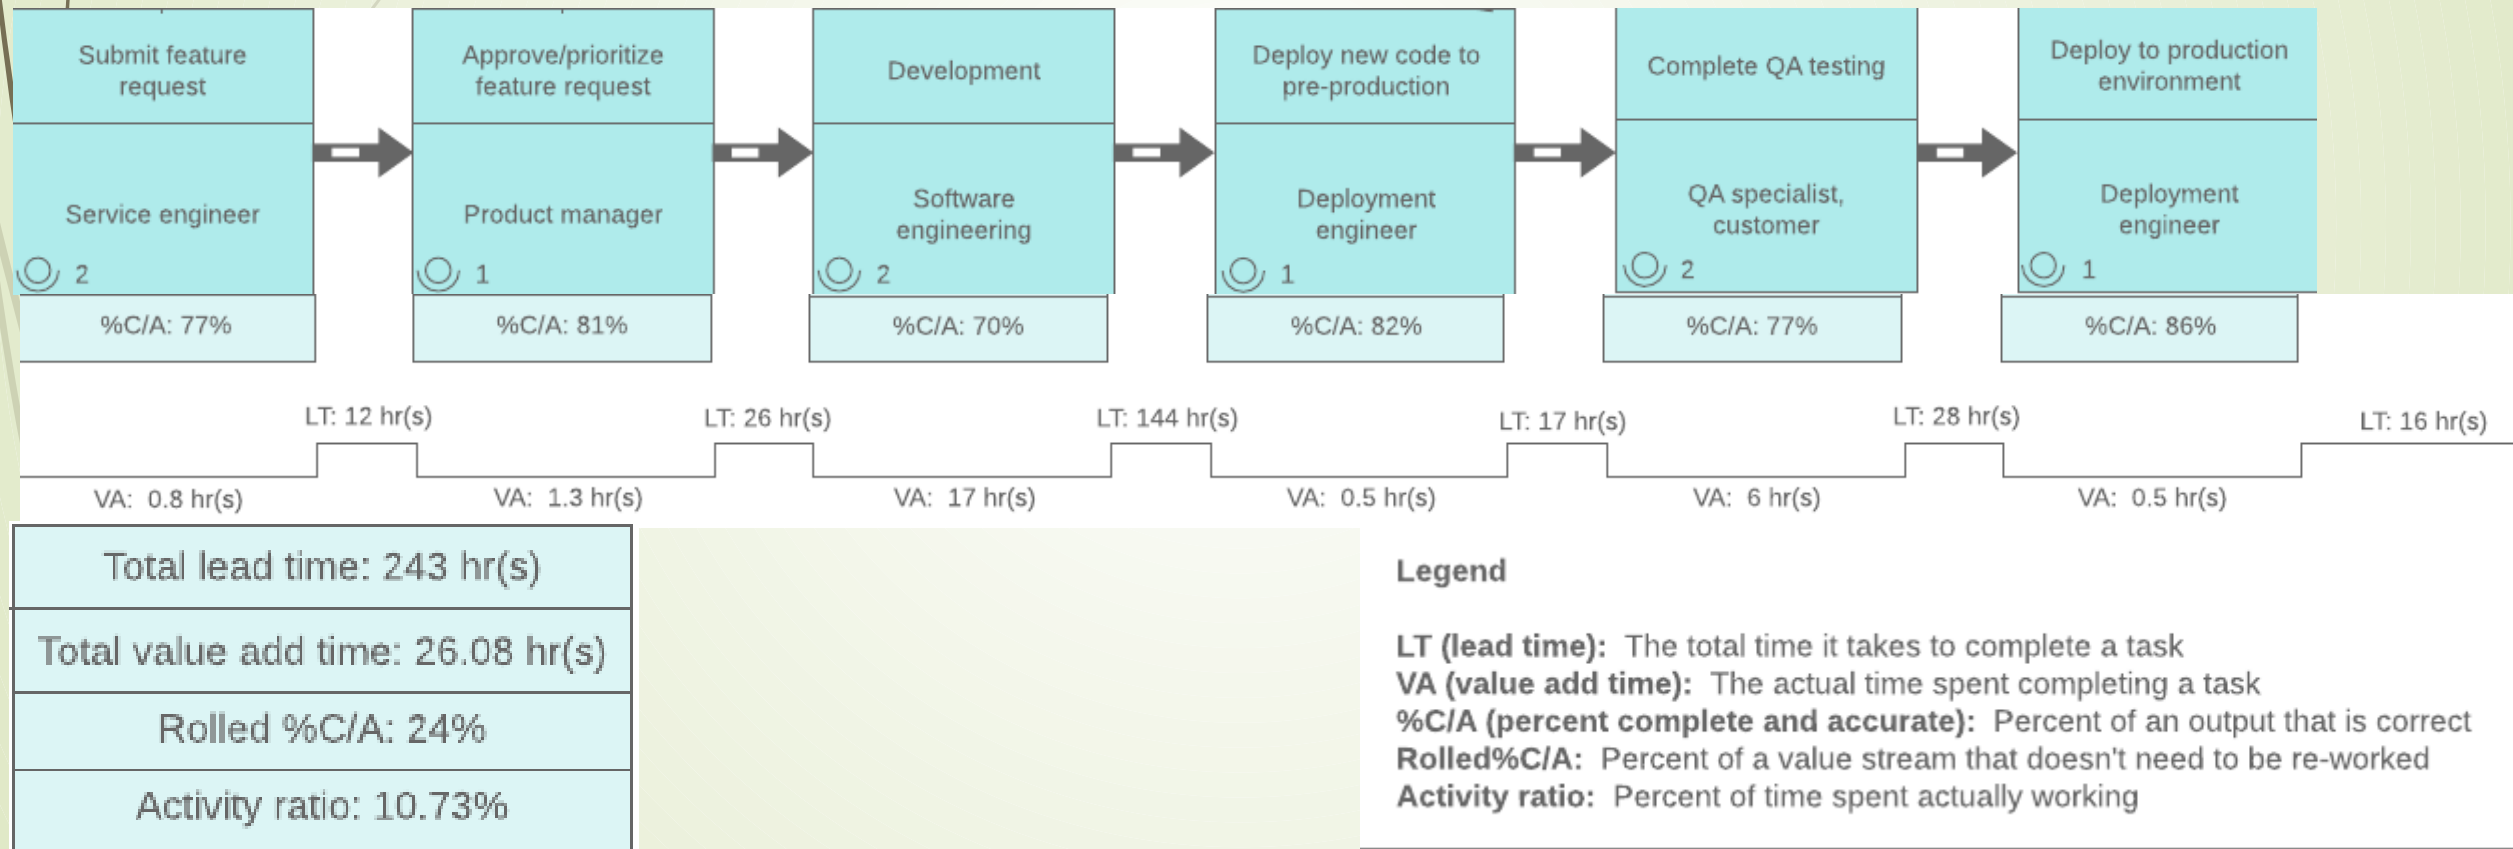 Submit feature
request
Approve/prioritize
feature request
Development
Deploy new code to
pre-production
Complete QA testing
Deploy to production
environment
Service engineer
2
Product manager
1
Software
engineering
2
Deployment
engineer
1
QA specialist,
customer
2
Deployment
engineer
1
%C/A: 77%
%C/A: 81%
%C/A: 70%
%C/A: 82%
%C/A: 77%
%C/A: 86%
LT: 12 hr(s)
LT: 26 hr(s)
LT: 144 hr(s)
LT: 17 hr(s)
LT: 28 hr(s)
LT: 16 hr(s)
VA: 0.8 hr(s)
VA: 1.3 hr(s)
VA: 17 hr(s)
VA: 0.5 hr(s)
VA: 6 hr(s)
VA: 0.5 hr(s)
Total lead time: 243 hr(s)
Total value add time: 26.08 hr(s)
Rolled %C/A: 24%
Activity ratio: 10.73%
Legend
LT (lead time): The total time it takes to complete a task
VA (value add time): The actual time spent completing a task
%C/A (percent complete and accurate): Percent of an output that is correct
Rolled%C/A: Percent of a value stream that doesn't need to be re-worked
Activity ratio: Percent of time spent actually working